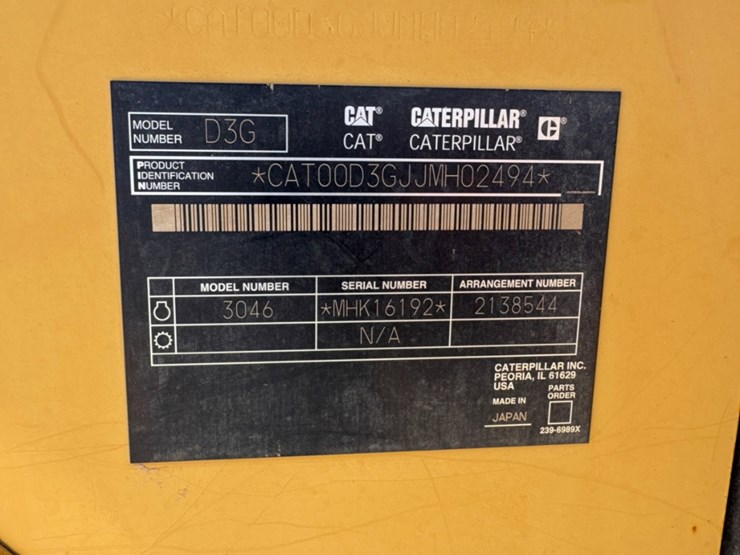 *CAT00D3GJJMH02494*
MODEL NUMBER D3G
CAT® CATERPILLAR® C®
CAT® CATERPILLAR®
PRODUCT IDENTIFICATION NUMBER *CAT00D3GJJMH02494*
MODEL NUMBER SERIAL NUMBER ARRANGEMENT NUMBER
3046 *MHK16192* 2138544
N/A
CATERPILLAR INC.
PEORIA, IL 61629
USA
PARTS ORDER
MADE IN
JAPAN
239-6989X